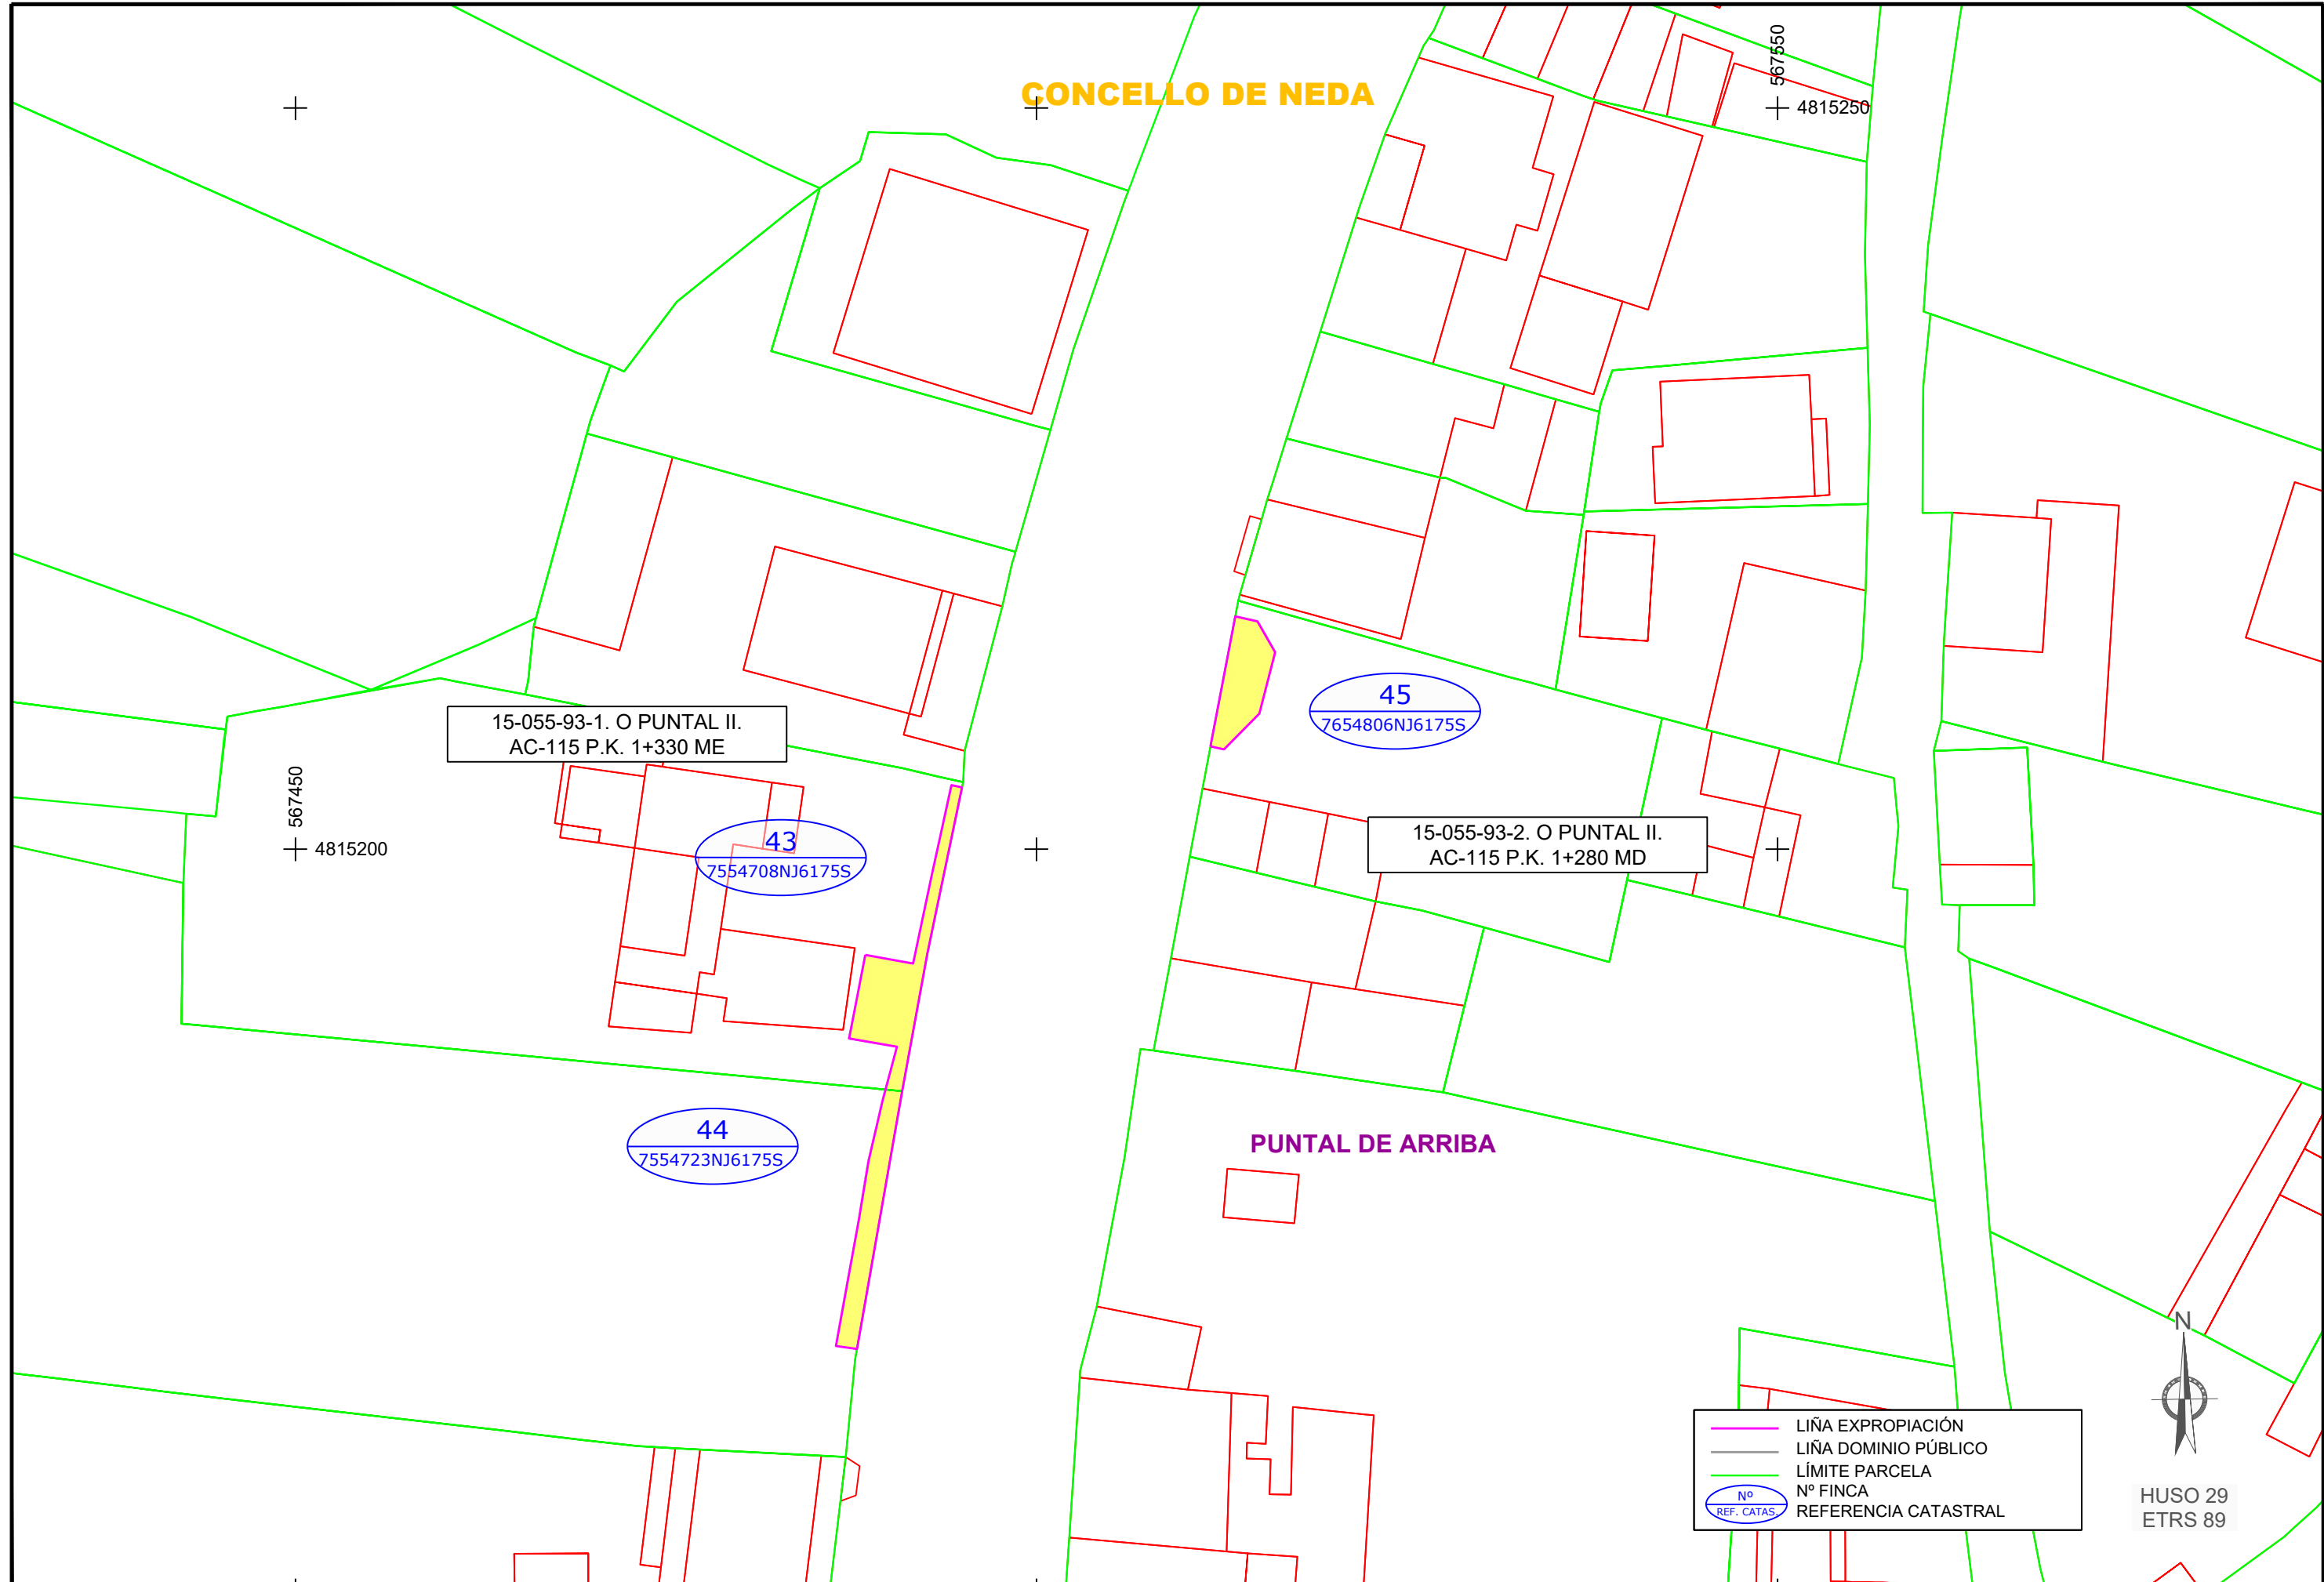 CONCELLO DE NEDA
567550
4815250
45
7654806NJ6175S
15-055-93-1. O PUNTAL II.
AC-115 P.K. 1+330 ME
567450
4815200
43
7554708NJ6175S
15-055-93-2. O PUNTAL II.
AC-115 P.K. 1+280 MD
44
7554723NJ6175S
PUNTAL DE ARRIBA
N
LIÑA EXPROPIACIÓN
LIÑA DOMINIO PÚBLICO
LÍMITE PARCELA
Nº
REF. CATAS.
Nº FINCA
REFERENCIA CATASTRAL
HUSO 29
ETRS 89